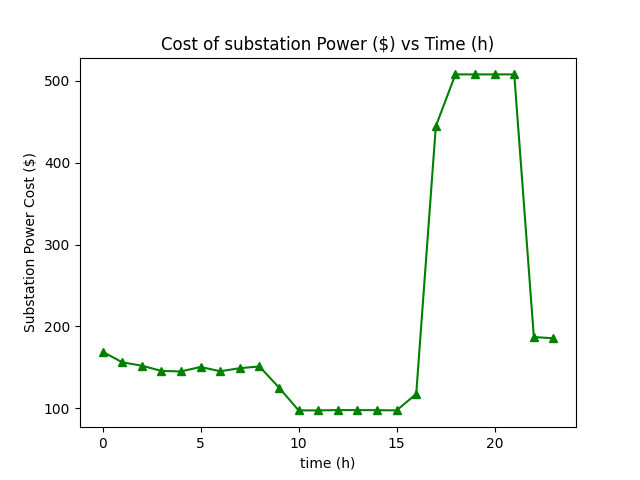 Cost of substation Power ($) vs Time (h)
Substation Power Cost ($)
500
400
300
200
100
0 5 10 15 20
time (h)